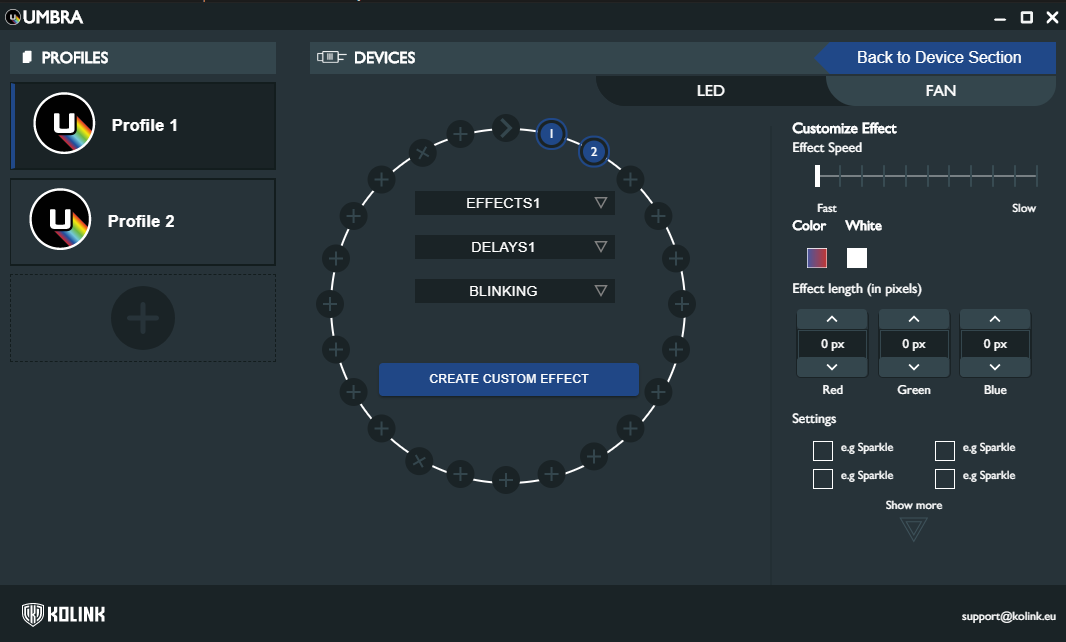 UMBRA
PROFILES
Profile 1
Profile 2
DEVICES
Back to Device Section
LED
FAN
1
2
EFFECTS1
DELAYS1
BLINKING
CREATE CUSTOM EFFECT
Customize Effect
Effect Speed
Fast Slow
Color White
Effect length (in pixels)
0 px 0 px 0 px
Red Green Blue
Settings
e.g Sparkle e.g Sparkle
e.g Sparkle e.g Sparkle
Show more
KOLINK
support@kolink.eu